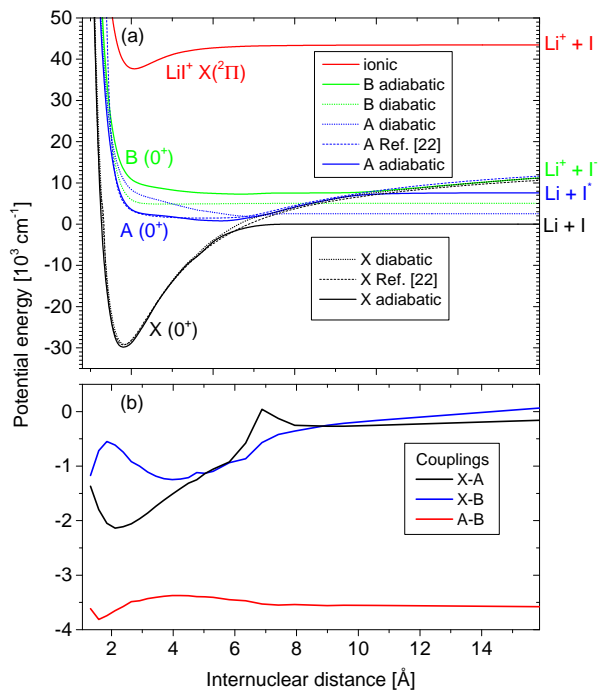 50
40
30
20
10
0
-10
-20
-30
Potential energy [10³ cm⁻¹]
(a)
LiI⁺ X(²Π)
Li⁺ + I
ionic
B adiabatic
B diabatic
A diabatic
A Ref. [22]
A adiabatic
B (0⁺)
A (0⁺)
X (0⁺)
Li⁺ + I⁻
Li + I*
Li + I
X diabatic
X Ref. [22]
X adiabatic
(b)
0
-1
-2
-3
-4
Couplings
X-A
X-B
A-B
2 4 6 8 10 12 14
Internuclear distance [Å]